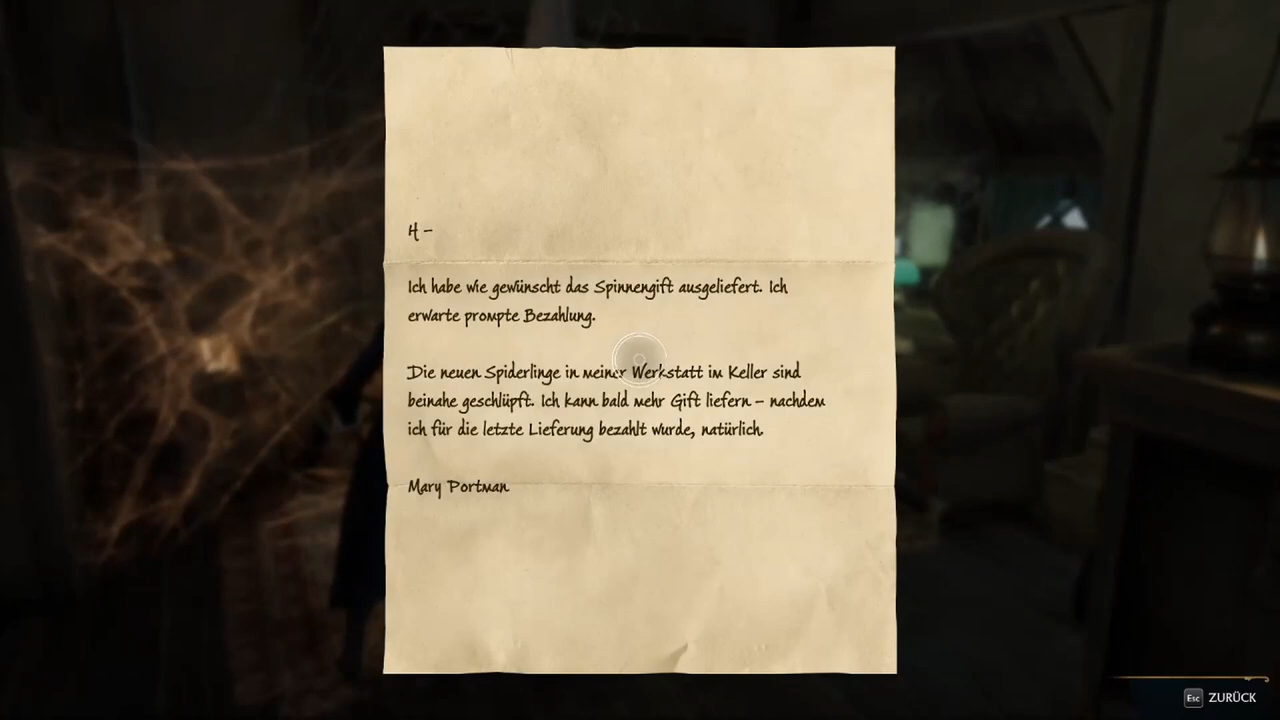 H –
Ich habe wie gewünscht das Spinnengift ausgeliefert. Ich
erwarte prompte Bezahlung.
Die neuen Spiderlinge in meiner Werkstatt im Keller sind
beinahe geschlüpft. Ich kann bald mehr Gift liefern – nachdem
ich für die letzte Lieferung bezahlt wurde, natürlich.
Mary Portman
Esc ZURÜCK